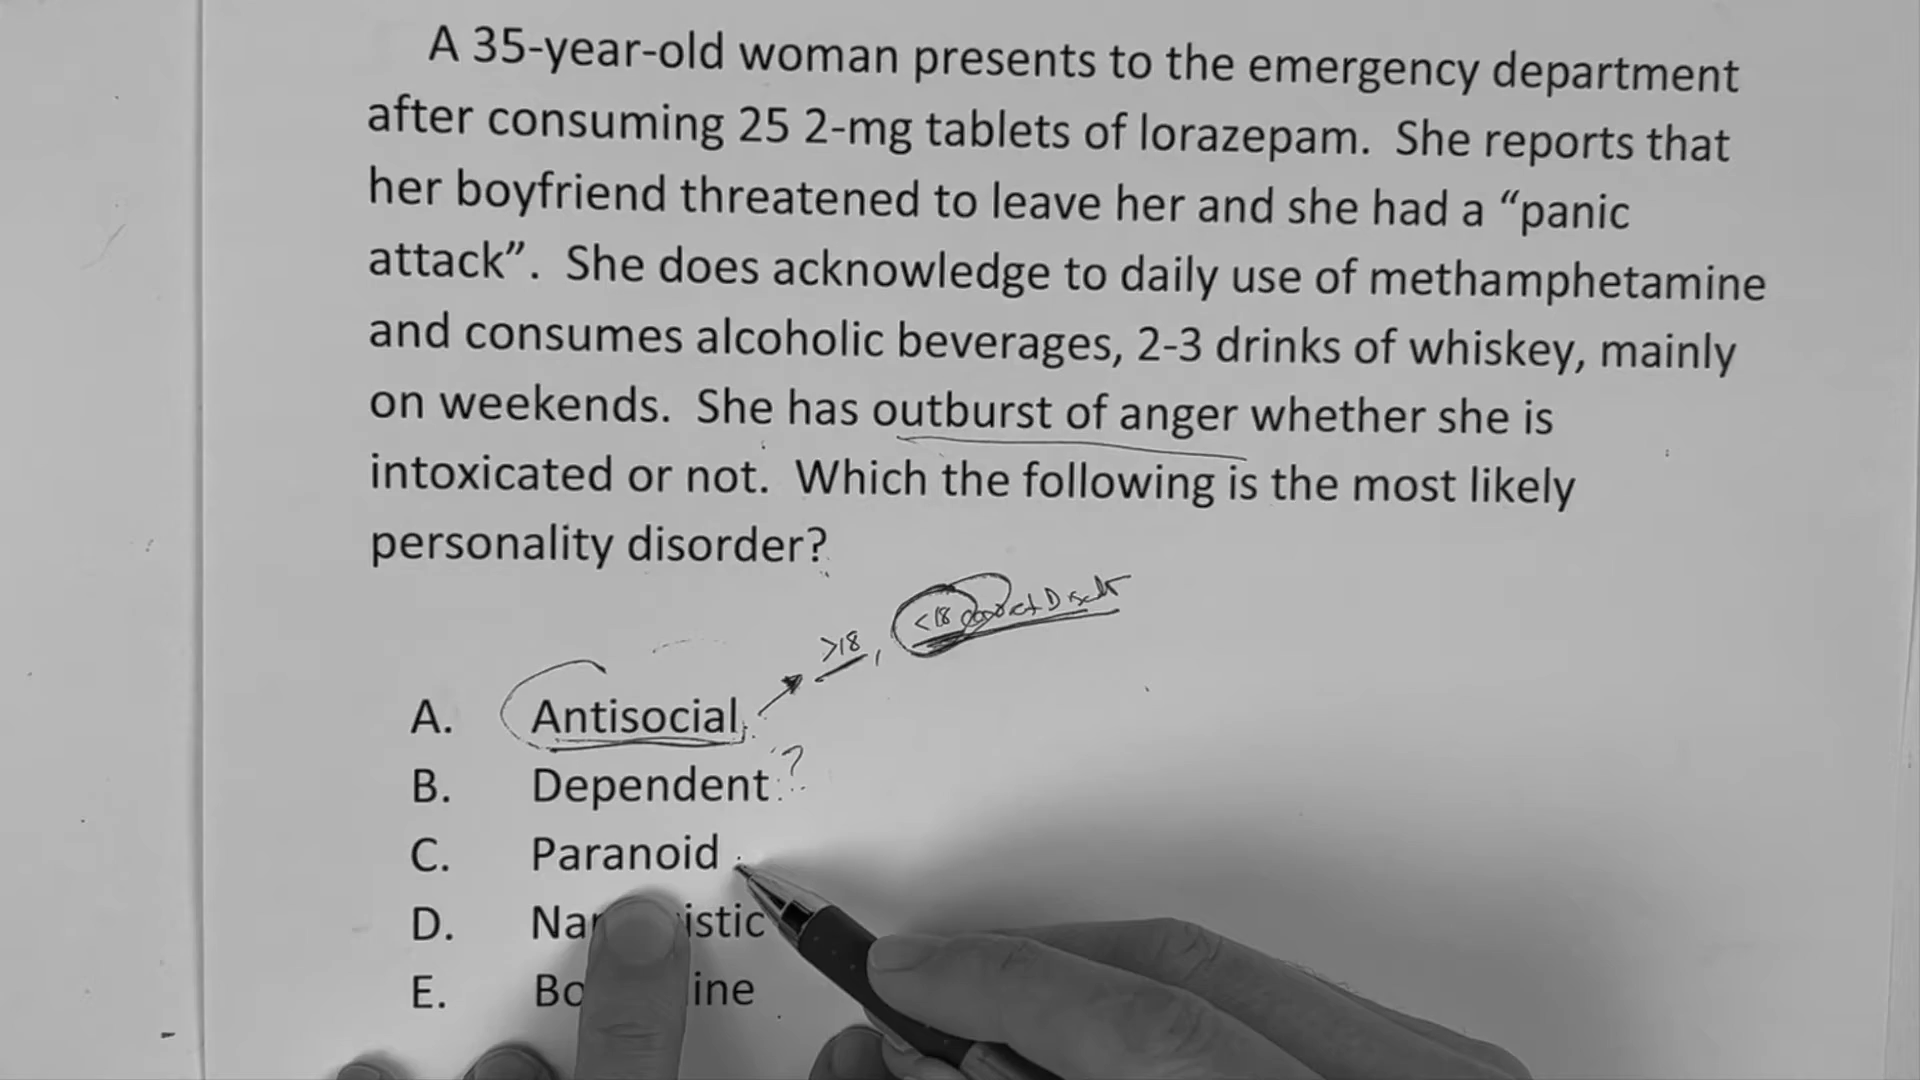 A 35-year-old woman presents to the emergency department
after consuming 25 2-mg tablets of lorazepam. She reports that
her boyfriend threatened to leave her and she had a “panic
attack”. She does acknowledge to daily use of methamphetamine
and consumes alcoholic beverages, 2-3 drinks of whiskey, mainly
on weekends. She has outburst of anger whether she is
intoxicated or not. Which the following is the most likely
personality disorder?
>18, <18
A. Antisocial
B. Dependent ?
C. Paranoid
D.
E.